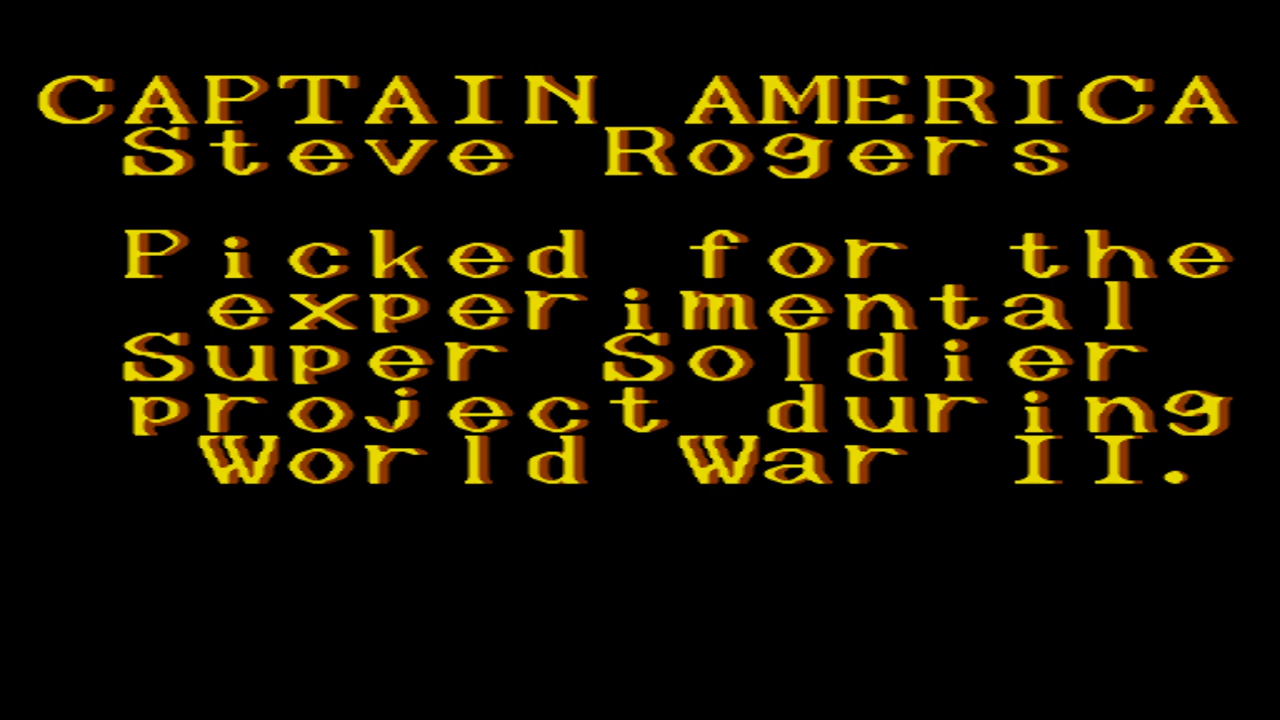 CAPTAIN AMERICA
Steve Rogers
Picked for the
experimental
Super Soldier
project during
World War II.